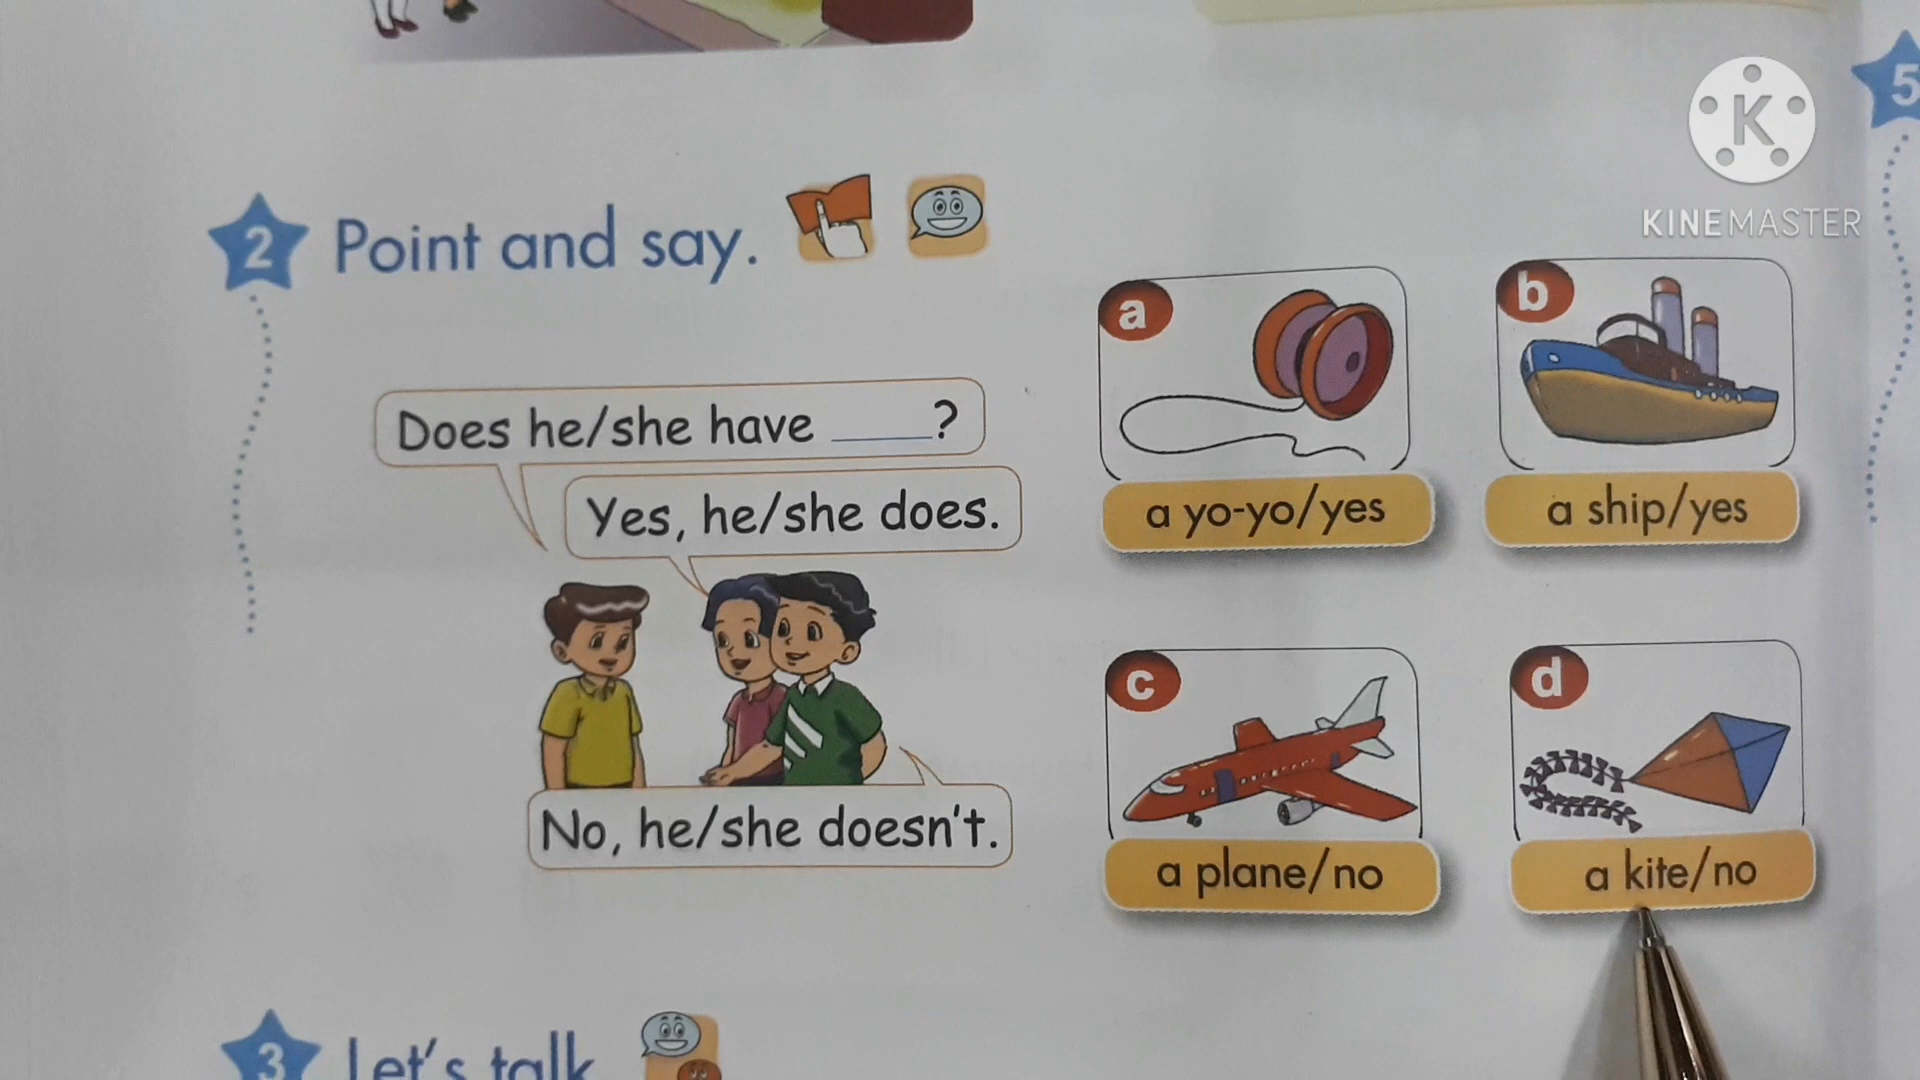 K
KINEMASTER
5
2 Point and say.
Does he/she have ____?
Yes, he/she does.
No, he/she doesn't.
a
a yo-yo/yes
b
a ship/yes
c
a plane/no
d
a kite/no
3 Let's talk